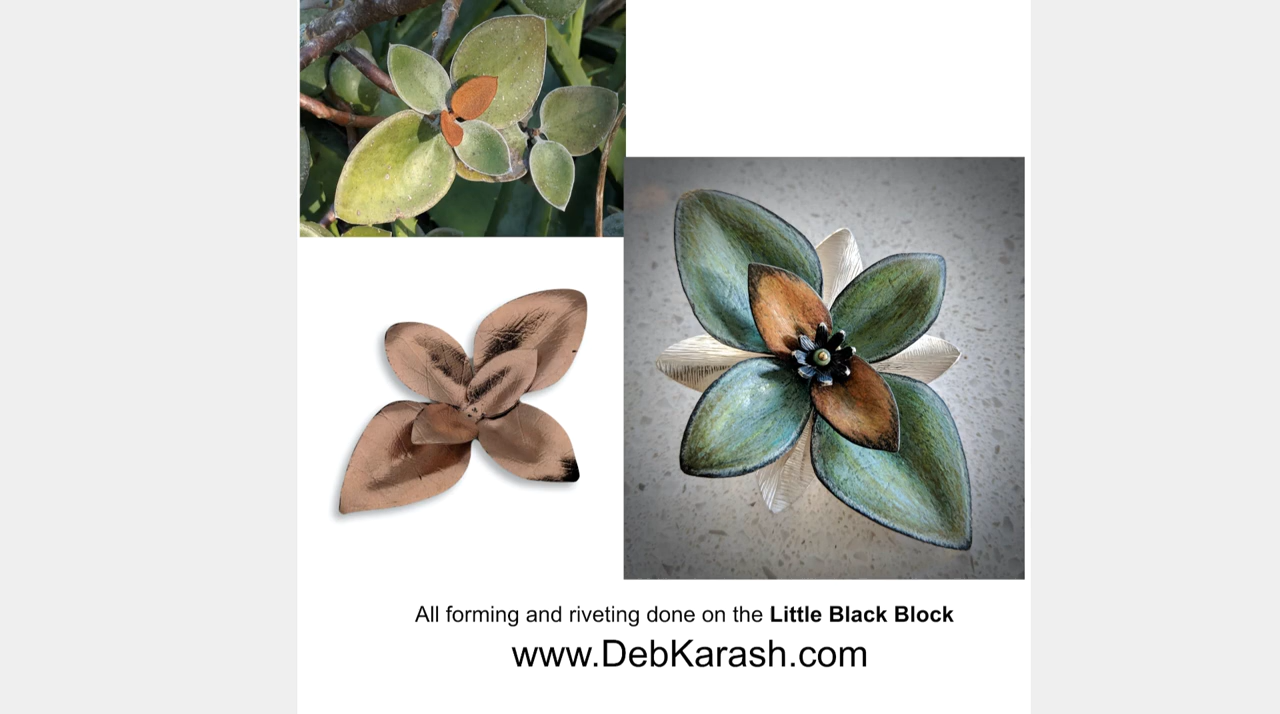 All forming and riveting done on the Little Black Block
www.DebKarash.com